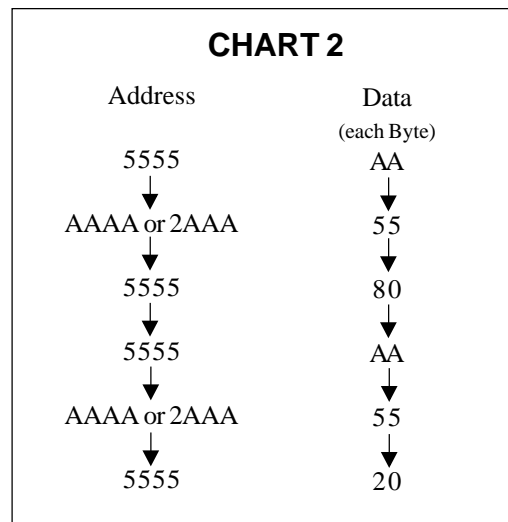 CHART 2
Address Data
(each Byte)
5555 AA
AAAA or 2AAA 55
5555 80
5555 AA
AAAA or 2AAA 55
5555 20